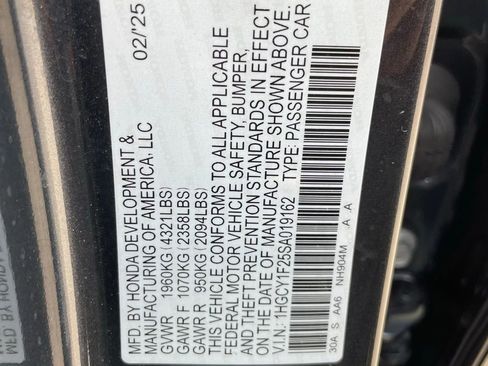 MFD. BY HONDA DEVELOPMENT & 02/'25
MANUFACTURING OF AMERICA, LLC
GVWR 1960KG(4321LBS)
GAWR F 1070KG(2358LBS)
GAWR R 950KG(2094LBS)
THIS VEHICLE CONFORMS TO ALL APPLICABLE
FEDERAL MOTOR VEHICLE SAFETY, BUMPER,
AND THEFT PREVENTION STANDARDS IN EFFECT
ON THE DATE OF MANUFACTURE SHOWN ABOVE.
V.I.N.: 1HGCY1F25SA019162 TYPE: PASSENGER CAR
30A S AA6 NH904M A A